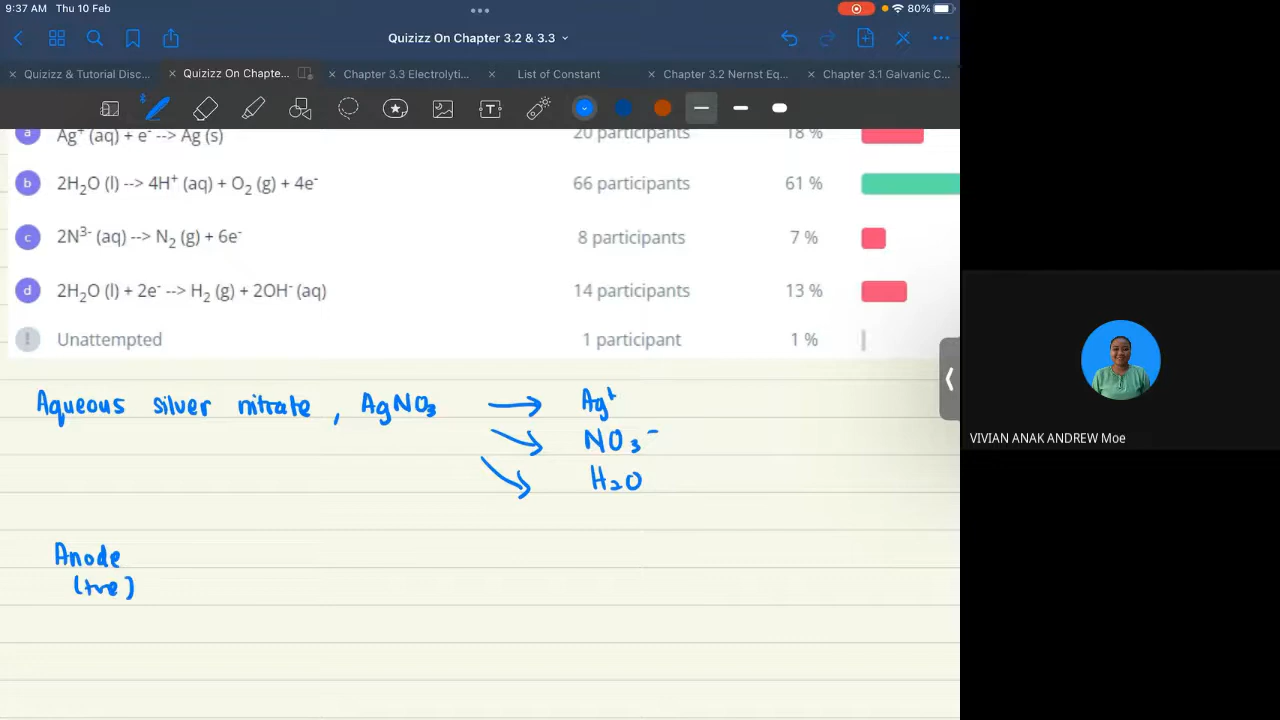 9:37 AM Thu 10 Feb
80%
Quizizz On Chapter 3.2 & 3.3
Quizizz & Tutorial Disc...
Quizizz On Chapte...
Chapter 3.3 Electrolyti...
List of Constant
Chapter 3.2 Nernst Eq...
Chapter 3.1 Galvanic C...
a Ag⁺ (aq) + e⁻ --> Ag (s) 20 participants 18 %
b 2H₂O (l) --> 4H⁺ (aq) + O₂ (g) + 4e⁻ 66 participants 61 %
c 2N³⁻ (aq) --> N₂ (g) + 6e⁻ 8 participants 7 %
d 2H₂O (l) + 2e⁻ --> H₂ (g) + 2OH⁻ (aq) 14 participants 13 %
! Unattempted 1 participant 1 %
Aqueous silver nitrate, AgNO₃ → Ag⁺
NO₃⁻
H₂O
Anode
(+ve)
VIVIAN ANAK ANDREW Moe